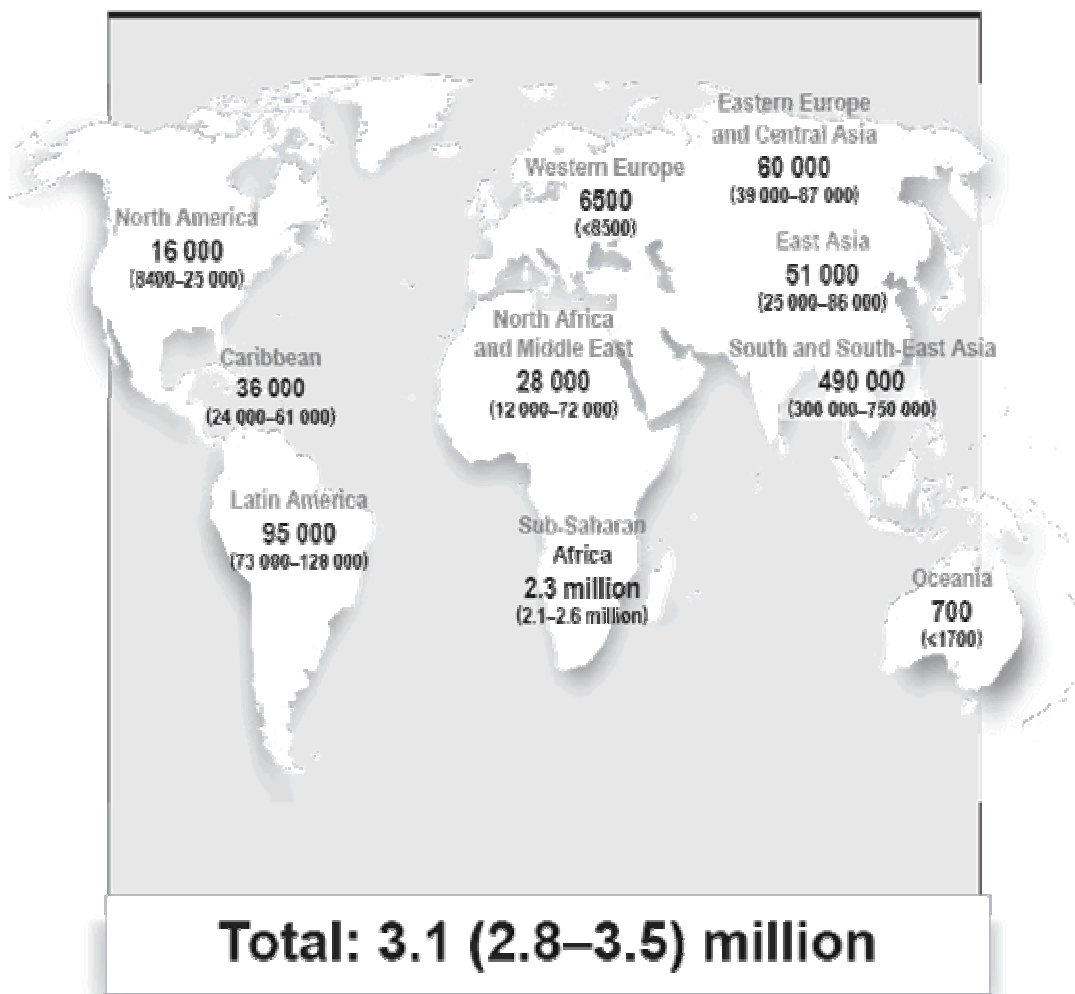 Eastern Europe
and Central Asia
60 000
(39 000–87 000)
Western Europe
6500
(<8500)
North America
16 000
(8400–25 000)
East Asia
51 000
(25 000–86 000)
North Africa
and Middle East
28 000
(12 000–72 000)
South and South-East Asia
490 000
(300 000–750 000)
Caribbean
36 000
(24 000–61 000)
Latin America
95 000
(73 000–128 000)
Sub-Saharan
Africa
2.3 million
(2.1–2.6 million)
Oceania
700
(<1700)
Total: 3.1 (2.8–3.5) million